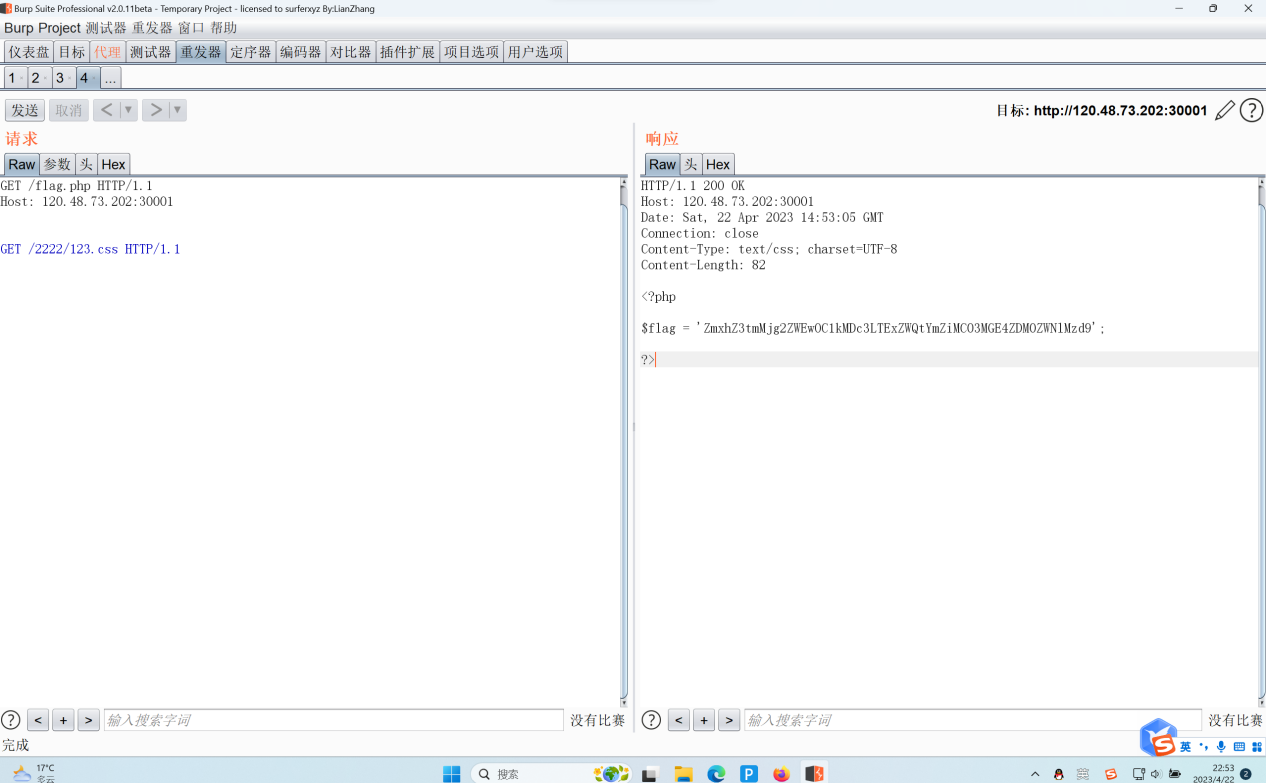 Burp Suite Professional v2.0.11beta - Temporary Project - licensed to surferxyz By:LianZhang
Burp Project 测试器 重发器 窗口 帮助
仪表盘 目标 代理 测试器 重发器 定序器 编码器 对比器 插件扩展 项目选项 用户选项
1 2 3 4 ...
发送 取消 < >
目标: http://120.48.73.202:30001
请求
Raw 参数 头 Hex
GET /flag.php HTTP/1.1
Host: 120.48.73.202:30001
GET /2222/123.css HTTP/1.1
响应
Raw 头 Hex
HTTP/1.1 200 OK
Host: 120.48.73.202:30001
Date: Sat, 22 Apr 2023 14:53:05 GMT
Connection: close
Content-Type: text/css; charset=UTF-8
Content-Length: 82
<?php
$flag = 'ZmxhZ3tmMjg2ZWEwOC1kMDc3LTExZWQtYmZiMC03MGE4ZDM0ZWNlMzd9';
?>
? < + > 输入搜索字词 没有比赛
? < + > 输入搜索字词 没有比赛
完成
英
17°C
多云
搜索
英
22:53
2023/4/22
2